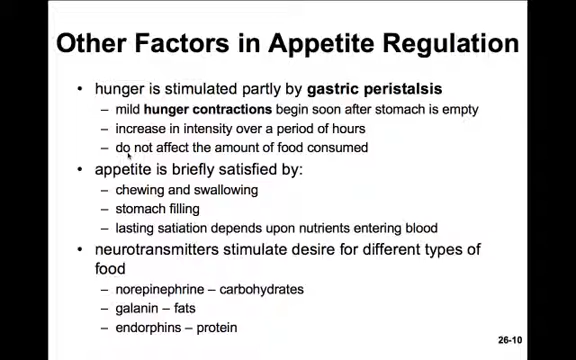 Other Factors in Appetite Regulation
• hunger is stimulated partly by gastric peristalsis
– mild hunger contractions begin soon after stomach is empty
– increase in intensity over a period of hours
– do not affect the amount of food consumed
• appetite is briefly satisfied by:
– chewing and swallowing
– stomach filling
– lasting satiation depends upon nutrients entering blood
• neurotransmitters stimulate desire for different types of
food
– norepinephrine – carbohydrates
– galanin – fats
– endorphins – protein
26-10